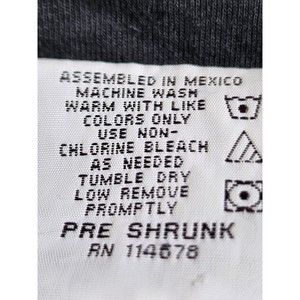 ASSEMBLED IN MEXICO
MACHINE WASH
WARM WITH LIKE
COLORS ONLY
USE NON-
CHLORINE BLEACH
AS NEEDED
TUMBLE DRY
LOW REMOVE
PROMPTLY
PRE SHRUNK
RN 114678